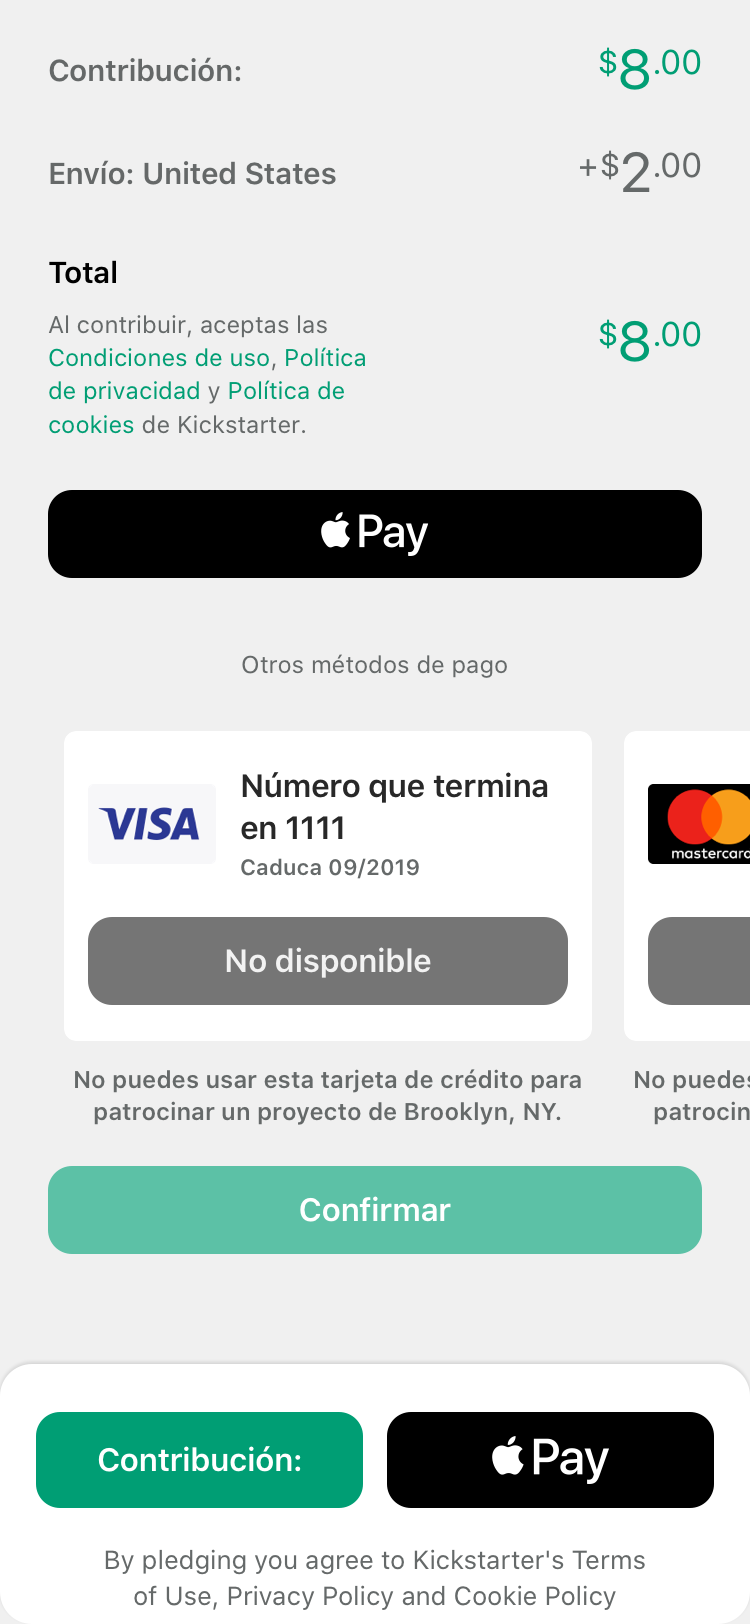 Contribución:
$8.00
Envío: United States
+$2.00
Total
Al contribuir, aceptas las
Condiciones de uso, Política
de privacidad y Política de
cookies de Kickstarter.
$8.00
Pay
Otros métodos de pago
VISA
Número que termina
en 1111
Caduca 09/2019
No disponible
No puedes usar esta tarjeta de crédito para
patrocinar un proyecto de Brooklyn, NY.
mastercard
No puedes
patrocin
Confirmar
Contribución:
Pay
By pledging you agree to Kickstarter's Terms
of Use, Privacy Policy and Cookie Policy